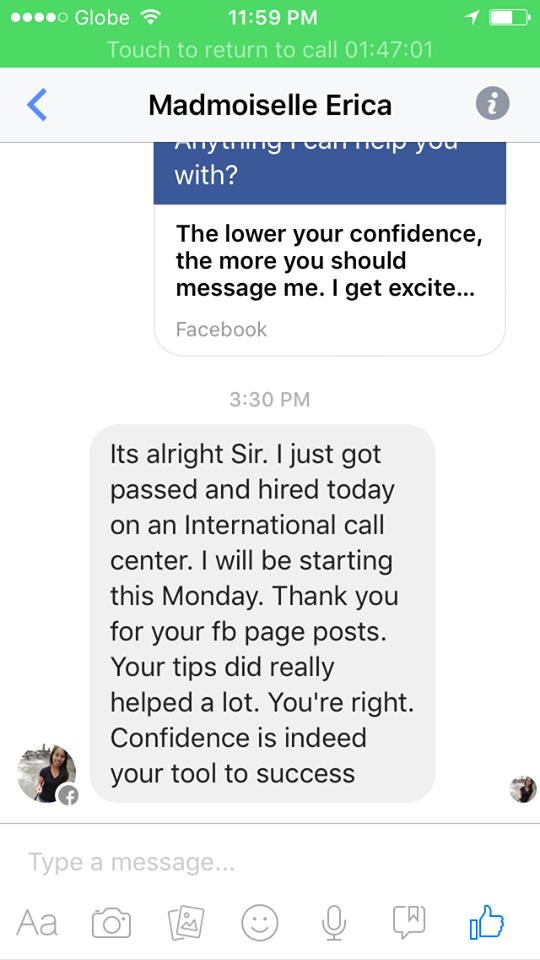 Globe
11:59 PM
Touch to return to call 01:47:01
Madmoiselle Erica
Anything I can help you
with?
The lower your confidence,
the more you should
message me. I get excite...
Facebook
3:30 PM
Its alright Sir. I just got
passed and hired today
on an International call
center. I will be starting
this Monday. Thank you
for your fb page posts.
Your tips did really
helped a lot. You're right.
Confidence is indeed
your tool to success
Type a message...
Aa